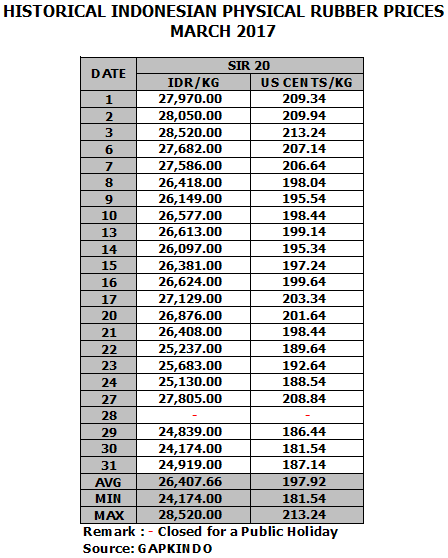 HISTORICAL INDONESIAN PHYSICAL RUBBER PRICES
MARCH 2017
DATE SIR 20
IDR/KG US CENTS/KG
1 27,970.00 209.34
2 28,050.00 209.94
3 28,520.00 213.24
6 27,682.00 207.14
7 27,586.00 206.64
8 26,418.00 198.04
9 26,149.00 195.54
10 26,577.00 198.44
13 26,613.00 199.14
14 26,097.00 195.34
15 26,381.00 197.24
16 26,624.00 199.64
17 27,129.00 203.34
20 26,876.00 201.64
21 26,408.00 198.44
22 25,237.00 189.64
23 25,683.00 192.64
24 25,130.00 188.54
27 27,805.00 208.84
28 - -
29 24,839.00 186.44
30 24,174.00 181.54
31 24,919.00 187.14
AVG 26,407.66 197.92
MIN 24,174.00 181.54
MAX 28,520.00 213.24
Remark : - Closed for a Public Holiday
Source: GAPKINDO